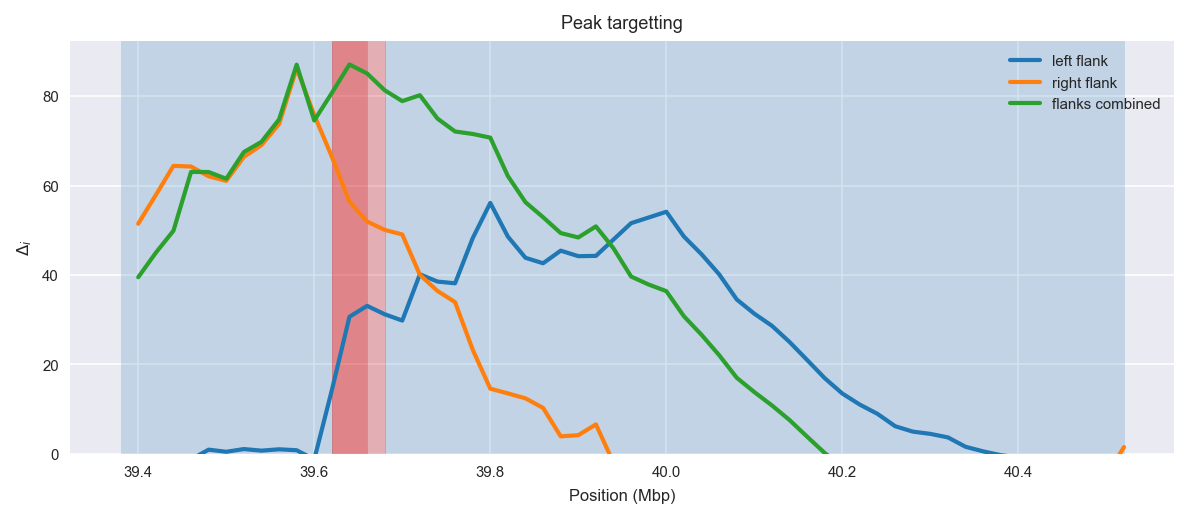 Peak targetting
left flank
right flank
flanks combined
80
60
40
20
0
Δi
39.4 39.6 39.8 40.0 40.2 40.4
Position (Mbp)